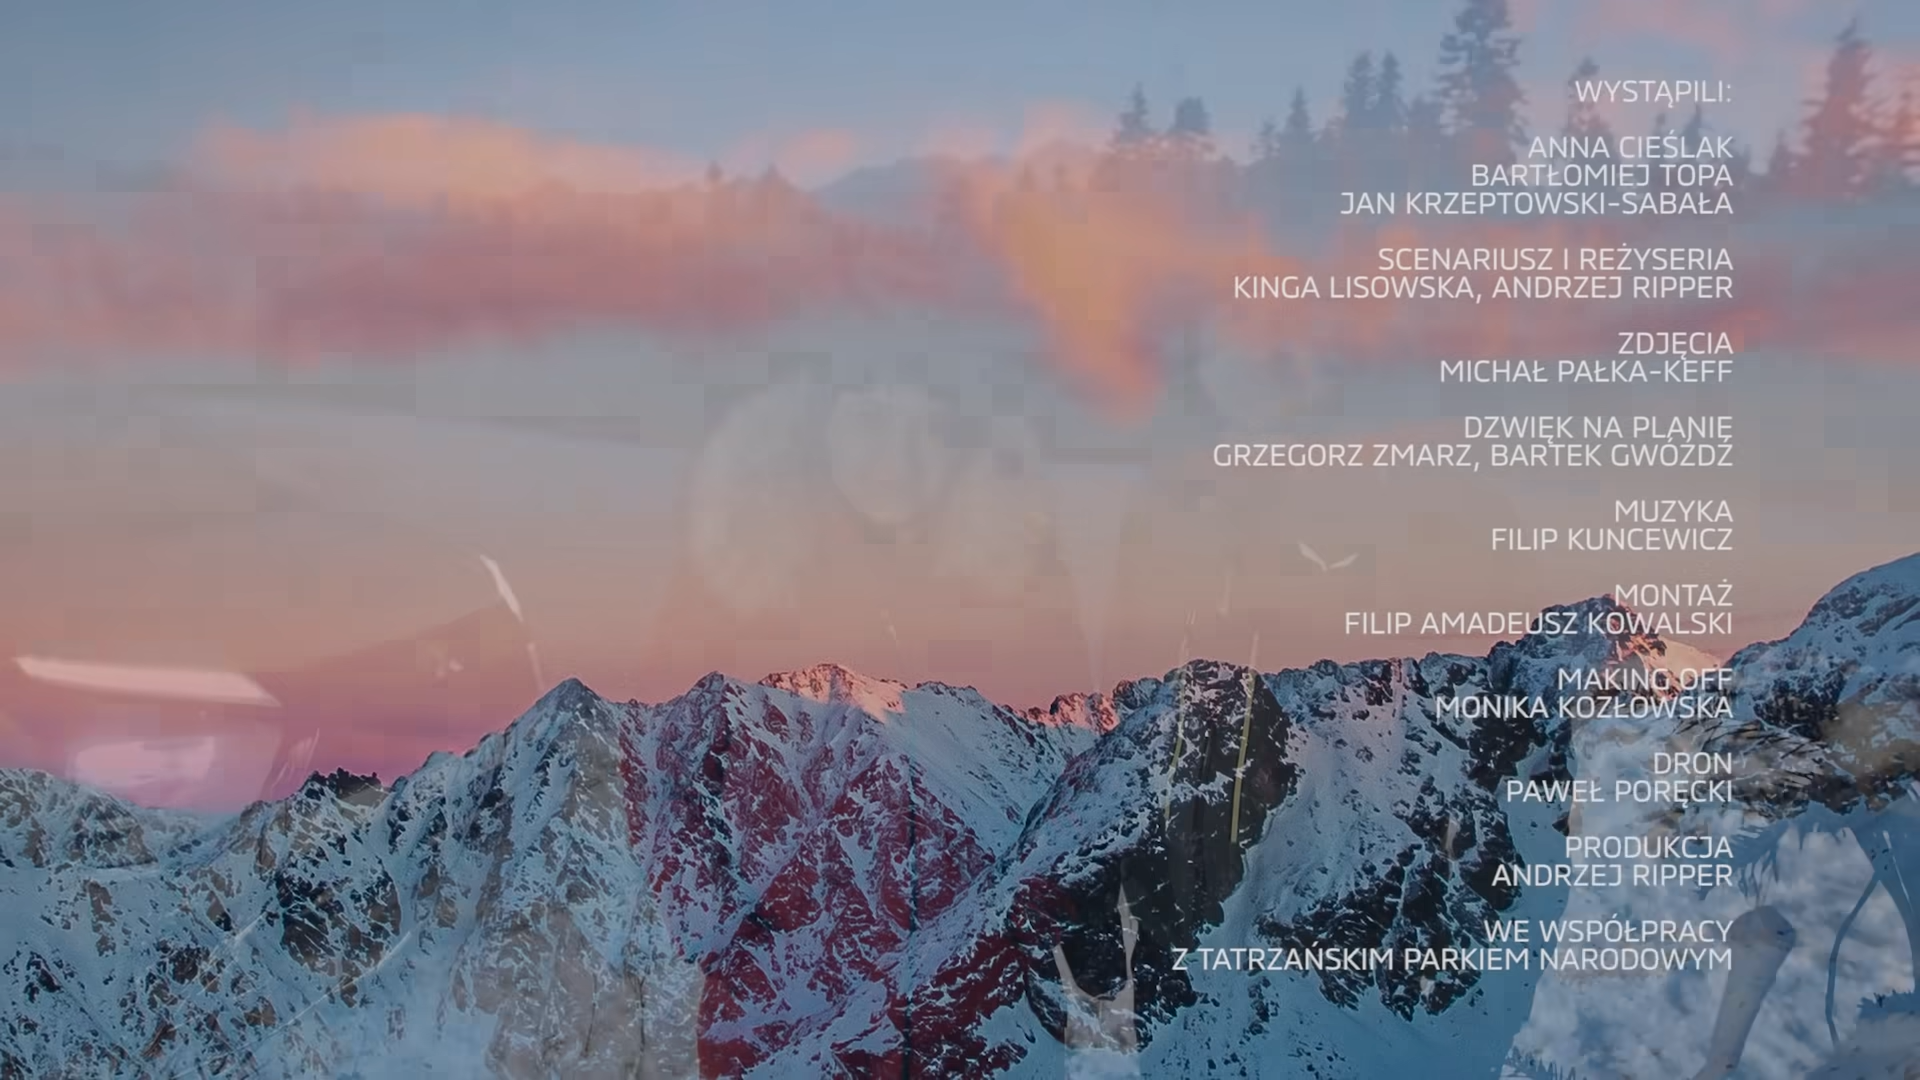 WYSTĄPILI:
ANNA CIEŚLAK
BARTŁOMIEJ TOPA
JAN KRZEPTOWSKI-SABAŁA
SCENARIUSZ I REŻYSERIA
KINGA LISOWSKA, ANDRZEJ RIPPER
ZDJĘCIA
MICHAŁ PAŁKA-KEFF
DZWIĘK NA PLANIE
GRZEGORZ ZMARZ, BARTEK GWÓŹDŹ
MUZYKA
FILIP KUNCEWICZ
MONTAŻ
FILIP AMADEUSZ KOWALSKI
MAKING OFF
MONIKA KOZŁOWSKA
DRON
PAWEŁ PORĘCKI
PRODUKCJA
ANDRZEJ RIPPER
WE WSPÓŁPRACY
Z TATRZAŃSKIM PARKIEM NARODOWYM